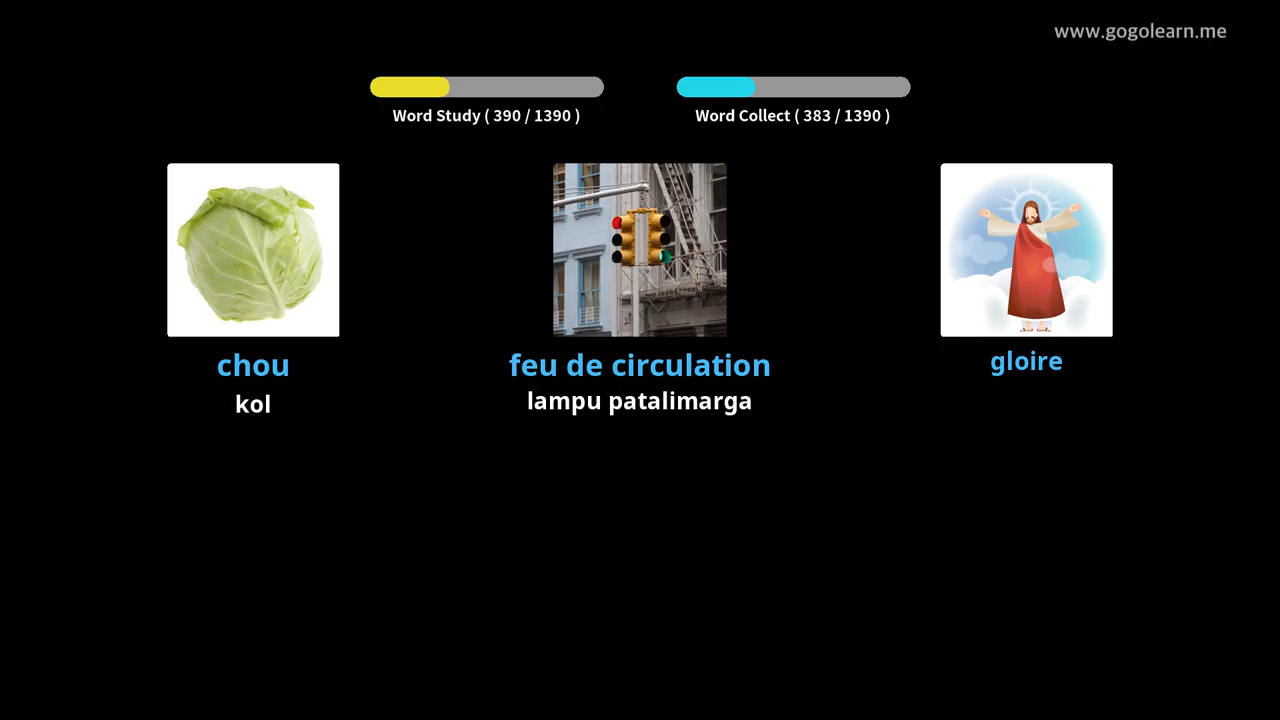 www.gogolearn.me
Word Study ( 390 / 1390 )
Word Collect ( 383 / 1390 )
chou
kol
feu de circulation
lampu patalimarga
gloire